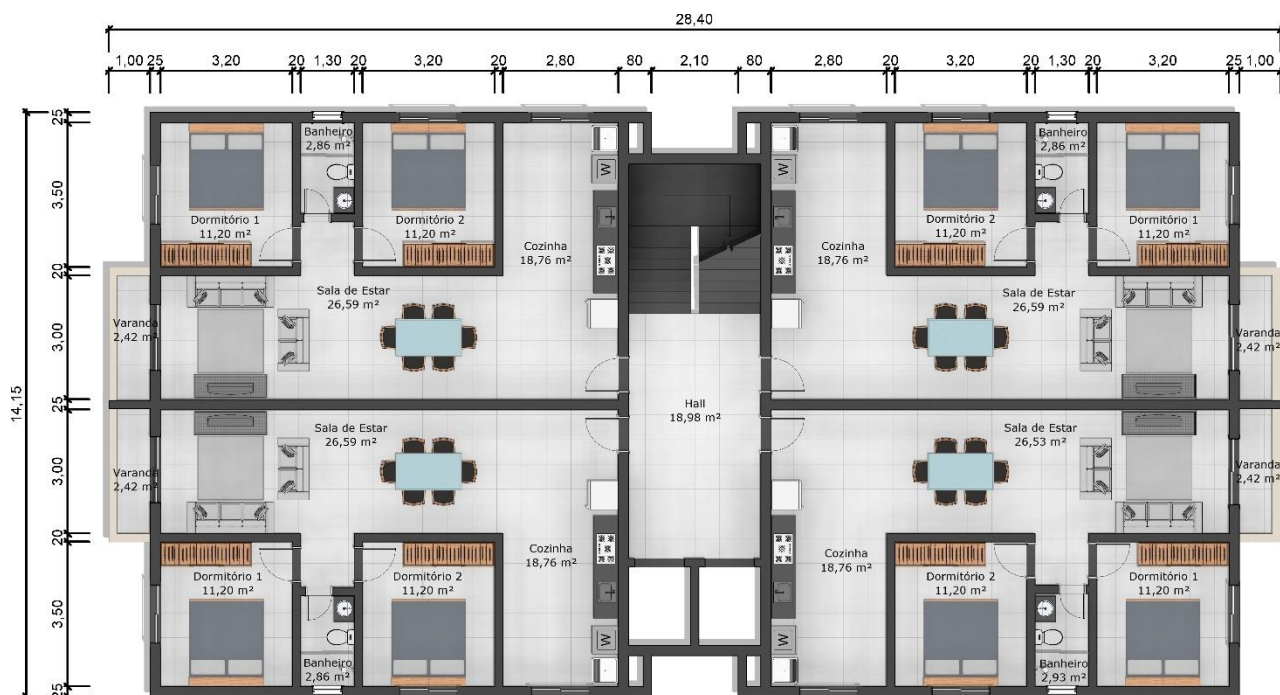 28,40
1,00 25 3,20 20 1,30 20 3,20 20 2,80 80 2,10 80 2,80 20 3,20 20 1,30 20 3,20 25 1,00
14,15
25
3,50
20
3,00
25
3,00
20
3,50
25
Banheiro
2,86 m²
Dormitório 1
11,20 m²
Dormitório 2
11,20 m²
Cozinha
18,76 m²
W
Sala de Estar
26,59 m²
Varanda
2,42 m²
W
Cozinha
18,76 m²
Dormitório 2
11,20 m²
Banheiro
2,86 m²
Dormitório 1
11,20 m²
Sala de Estar
26,59 m²
Varanda
2,42 m²
Hall
18,98 m²
Sala de Estar
26,59 m²
Varanda
2,42 m²
Dormitório 1
11,20 m²
Dormitório 2
11,20 m²
Cozinha
18,76 m²
W
Banheiro
2,86 m²
Sala de Estar
26,53 m²
Varanda
2,42 m²
Cozinha
18,76 m²
W
Dormitório 2
11,20 m²
Dormitório 1
11,20 m²
Banheiro
2,93 m²